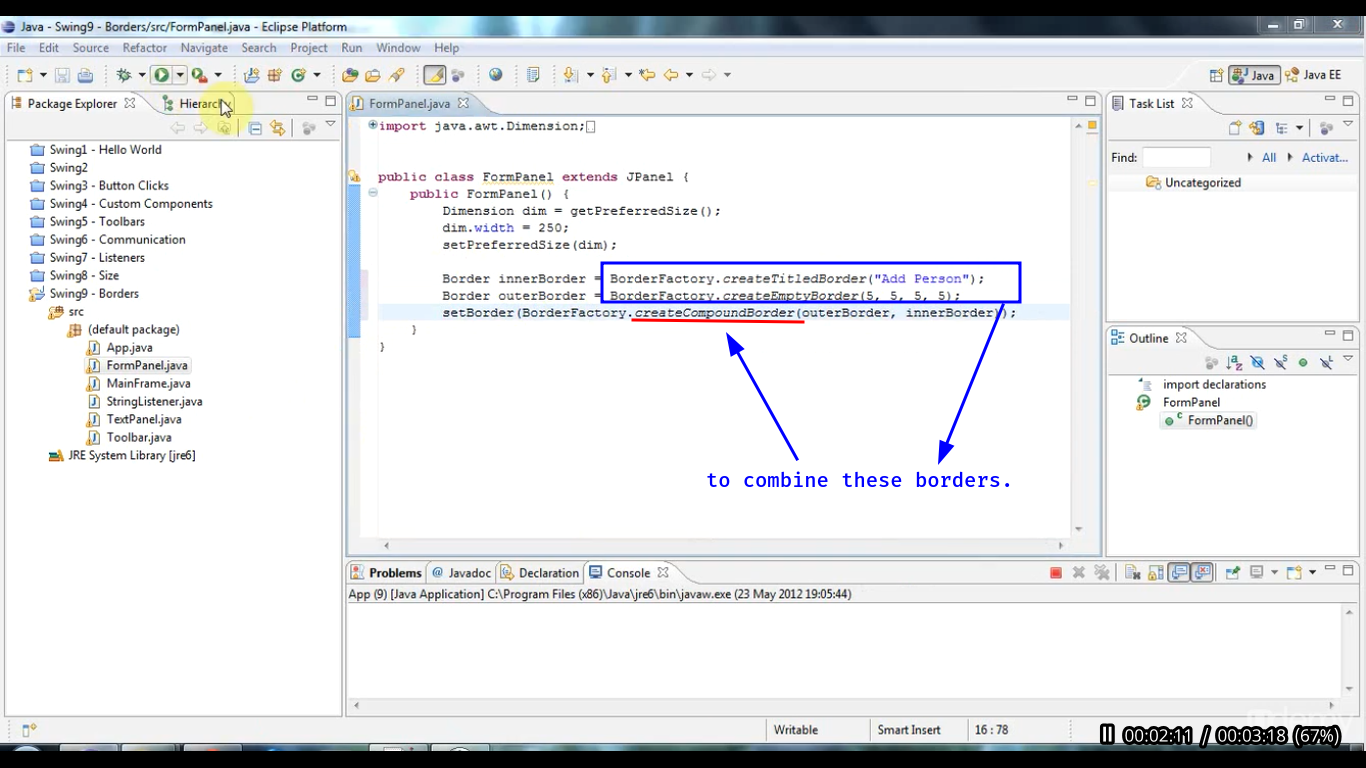 Java - Swing9 - Borders/src/FormPanel.java - Eclipse Platform
File Edit Source Refactor Navigate Search Project Run Window Help
Java Java EE
Package Explorer Hierarchy
FormPanel.java
Task List
import java.awt.Dimension;
Find: All Activat...
Uncategorized
Swing1 - Hello World
Swing2
Swing3 - Button Clicks
Swing4 - Custom Components
Swing5 - Toolbars
Swing6 - Communication
Swing7 - Listeners
Swing8 - Size
Swing9 - Borders
src
(default package)
App.java
FormPanel.java
MainFrame.java
StringListener.java
TextPanel.java
Toolbar.java
JRE System Library [jre6]
public class FormPanel extends JPanel {
public FormPanel() {
Dimension dim = getPreferredSize();
dim.width = 250;
setPreferredSize(dim);
Border innerBorder = BorderFactory.createTitledBorder("Add Person");
Border outerBorder = BorderFactory.createEmptyBorder(5, 5, 5, 5);
setBorder(BorderFactory.createCompoundBorder(outerBorder, innerBorder));
}
}
to combine these borders.
Outline
import declarations
FormPanel
FormPanel()
Problems @ Javadoc Declaration Console
App (9) [Java Application] C:\Program Files (x86)\Java\jre6\bin\javaw.exe (23 May 2012 19:05:44)
Writable Smart Insert 16 : 78
00:02:11 / 00:03:18 (67%)